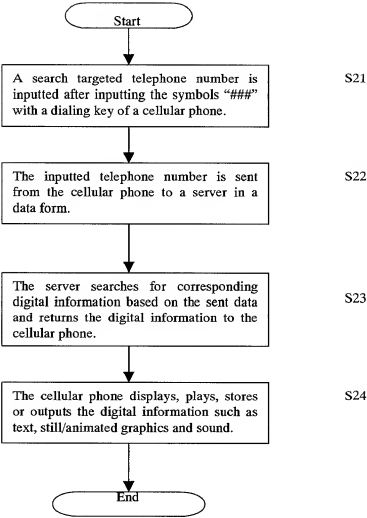 Start
A search targeted telephone number is
inputted after inputting the symbols “###”
with a dialing key of a cellular phone.
S21
The inputted telephone number is sent
from the cellular phone to a server in a
data form.
S22
The server searches for corresponding
digital information based on the sent data
and returns the digital information to the
cellular phone.
S23
The cellular phone displays, plays, stores
or outputs the digital information such as
text, still/animated graphics and sound.
S24
End